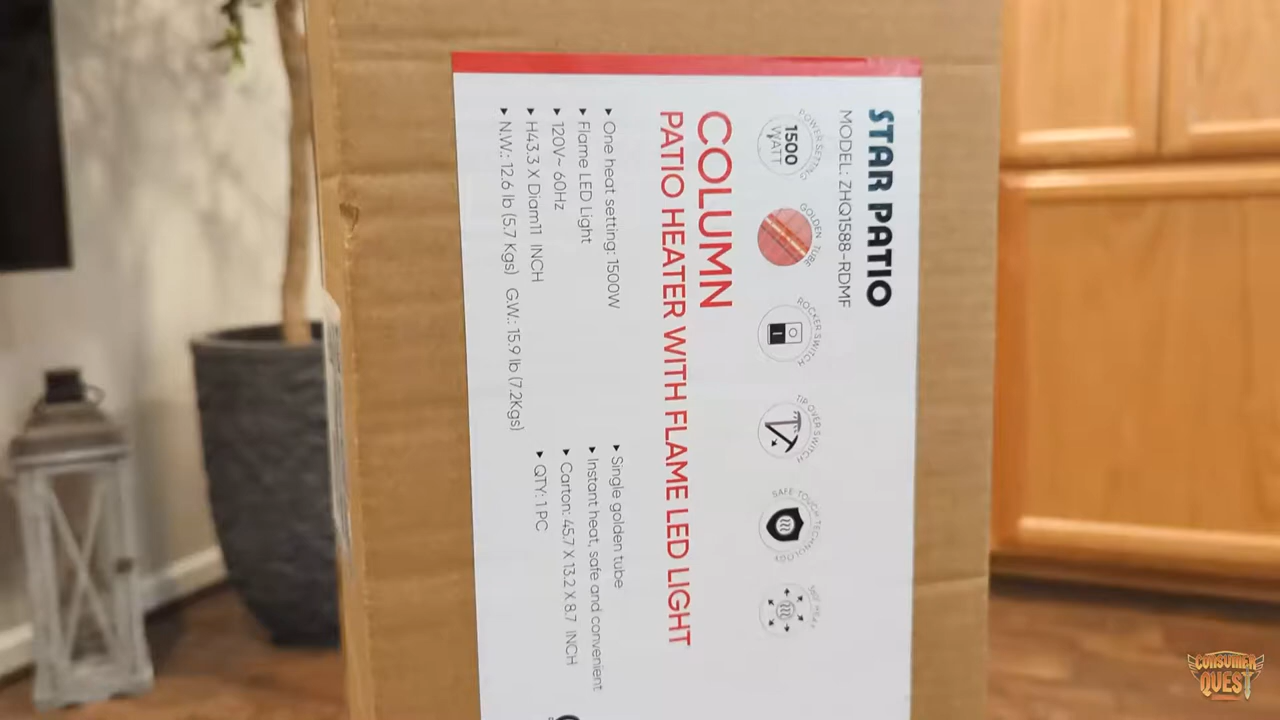 STAR PATIO
MODEL: ZHQ1588-RDMF
POWER SETTING
1500
WATT
GOLDEN TUBE
ROCKER SWITCH
TIP OVER SWITCH
SAFE-TOUCH TECHNOLOGY
COLUMN
PATIO HEATER WITH FLAME LED LIGHT
▸ One heat setting: 1500W
▸ Flame LED Light
▸ 120V~ 60Hz
▸ H43.3 X Diam11 INCH
▸ N.W.: 12.6 lb (5.7 Kgs) G.W.: 15.9 lb (7.2Kgs)
▸ Single golden tube
▸ Instant heat, safe and convenient
▸ Carton: 45.7 X 13.2 X 8.7 INCH
▸ QTY: 1 PC
CONSUMER
QUEST